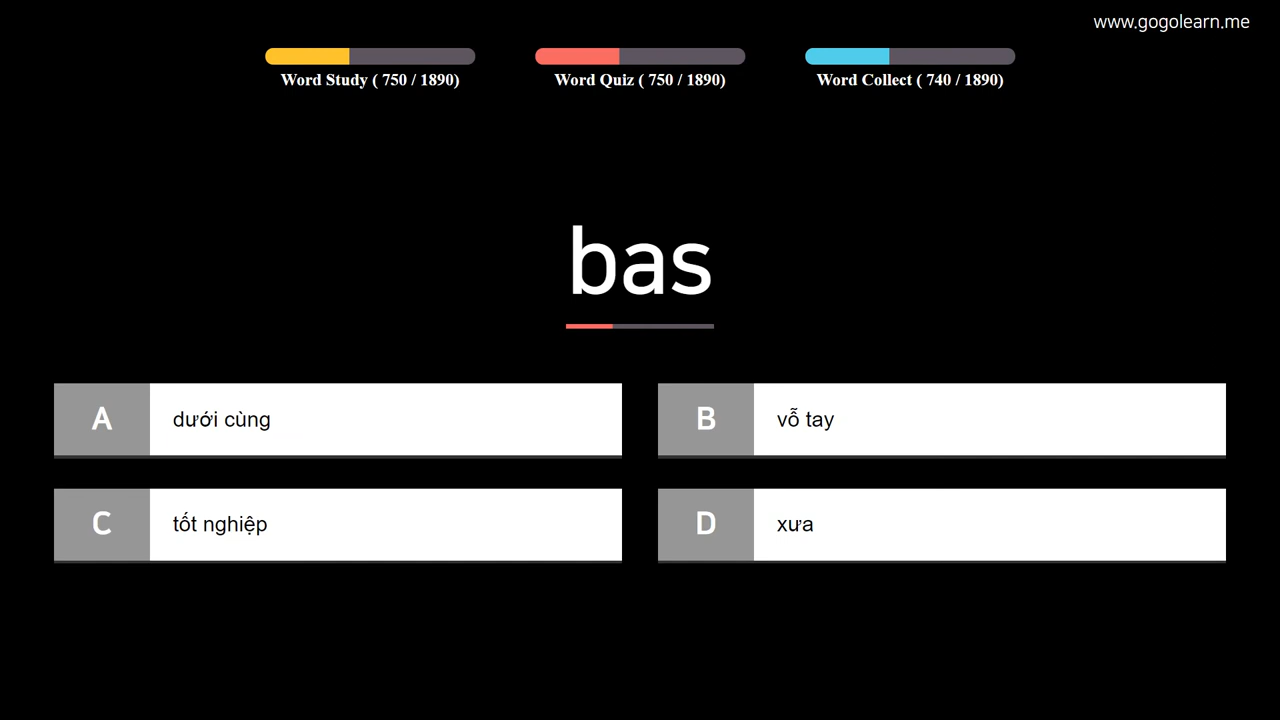 www.gogolearn.me
Word Study ( 750 / 1890)
Word Quiz ( 750 / 1890)
Word Collect ( 740 / 1890)
bas
A dưới cùng
B vỗ tay
C tốt nghiệp
D xưa